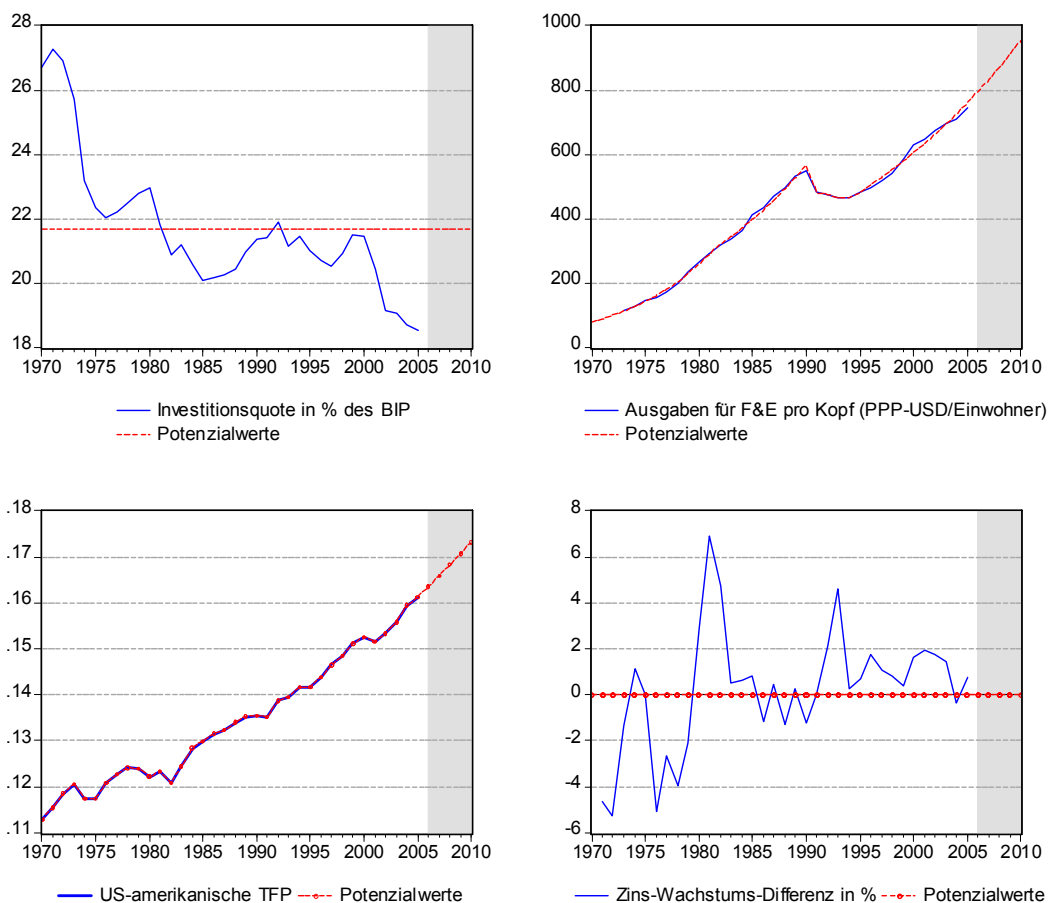 28
26
24
22
20
18
1970 1975 1980 1985 1990 1995 2000 2005 2010
Investitionsquote in % des BIP
Potenzialwerte
1000
800
600
400
200
0
1970 1975 1980 1985 1990 1995 2000 2005 2010
Ausgaben für F&E pro Kopf (PPP-USD/Einwohner)
Potenzialwerte
.18
.17
.16
.15
.14
.13
.12
.11
1970 1975 1980 1985 1990 1995 2000 2005 2010
US-amerikanische TFP Potenzialwerte
8
6
4
2
0
-2
-4
-6
1970 1975 1980 1985 1990 1995 2000 2005 2010
Zins-Wachstums-Differenz in % Potenzialwerte